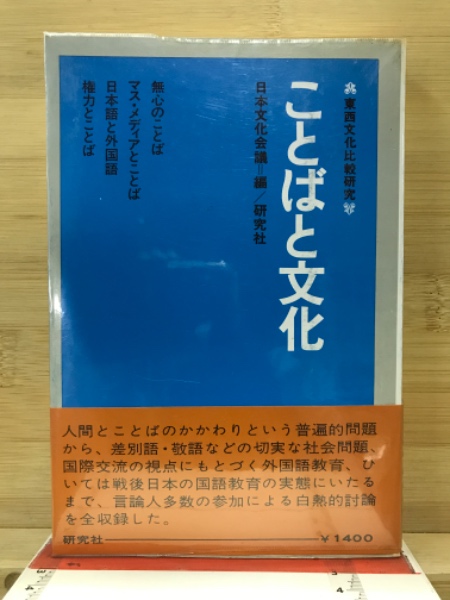 東西文化比較研究
ことばと文化
日本文化会議＝編／研究社
無心のことば
マス・メディアとことば
日本語と外国語
権力とことば
人間とことばのかかわりという普遍的問題
から、差別語・敬語などの切実な社会問題、
国際交流の視点にもとづく外国語教育、ひ
いては戦後日本の国語教育の実態にいたる
まで、言論人多数の参加による白熱的討論
を全収録した。
研究社 ¥1400